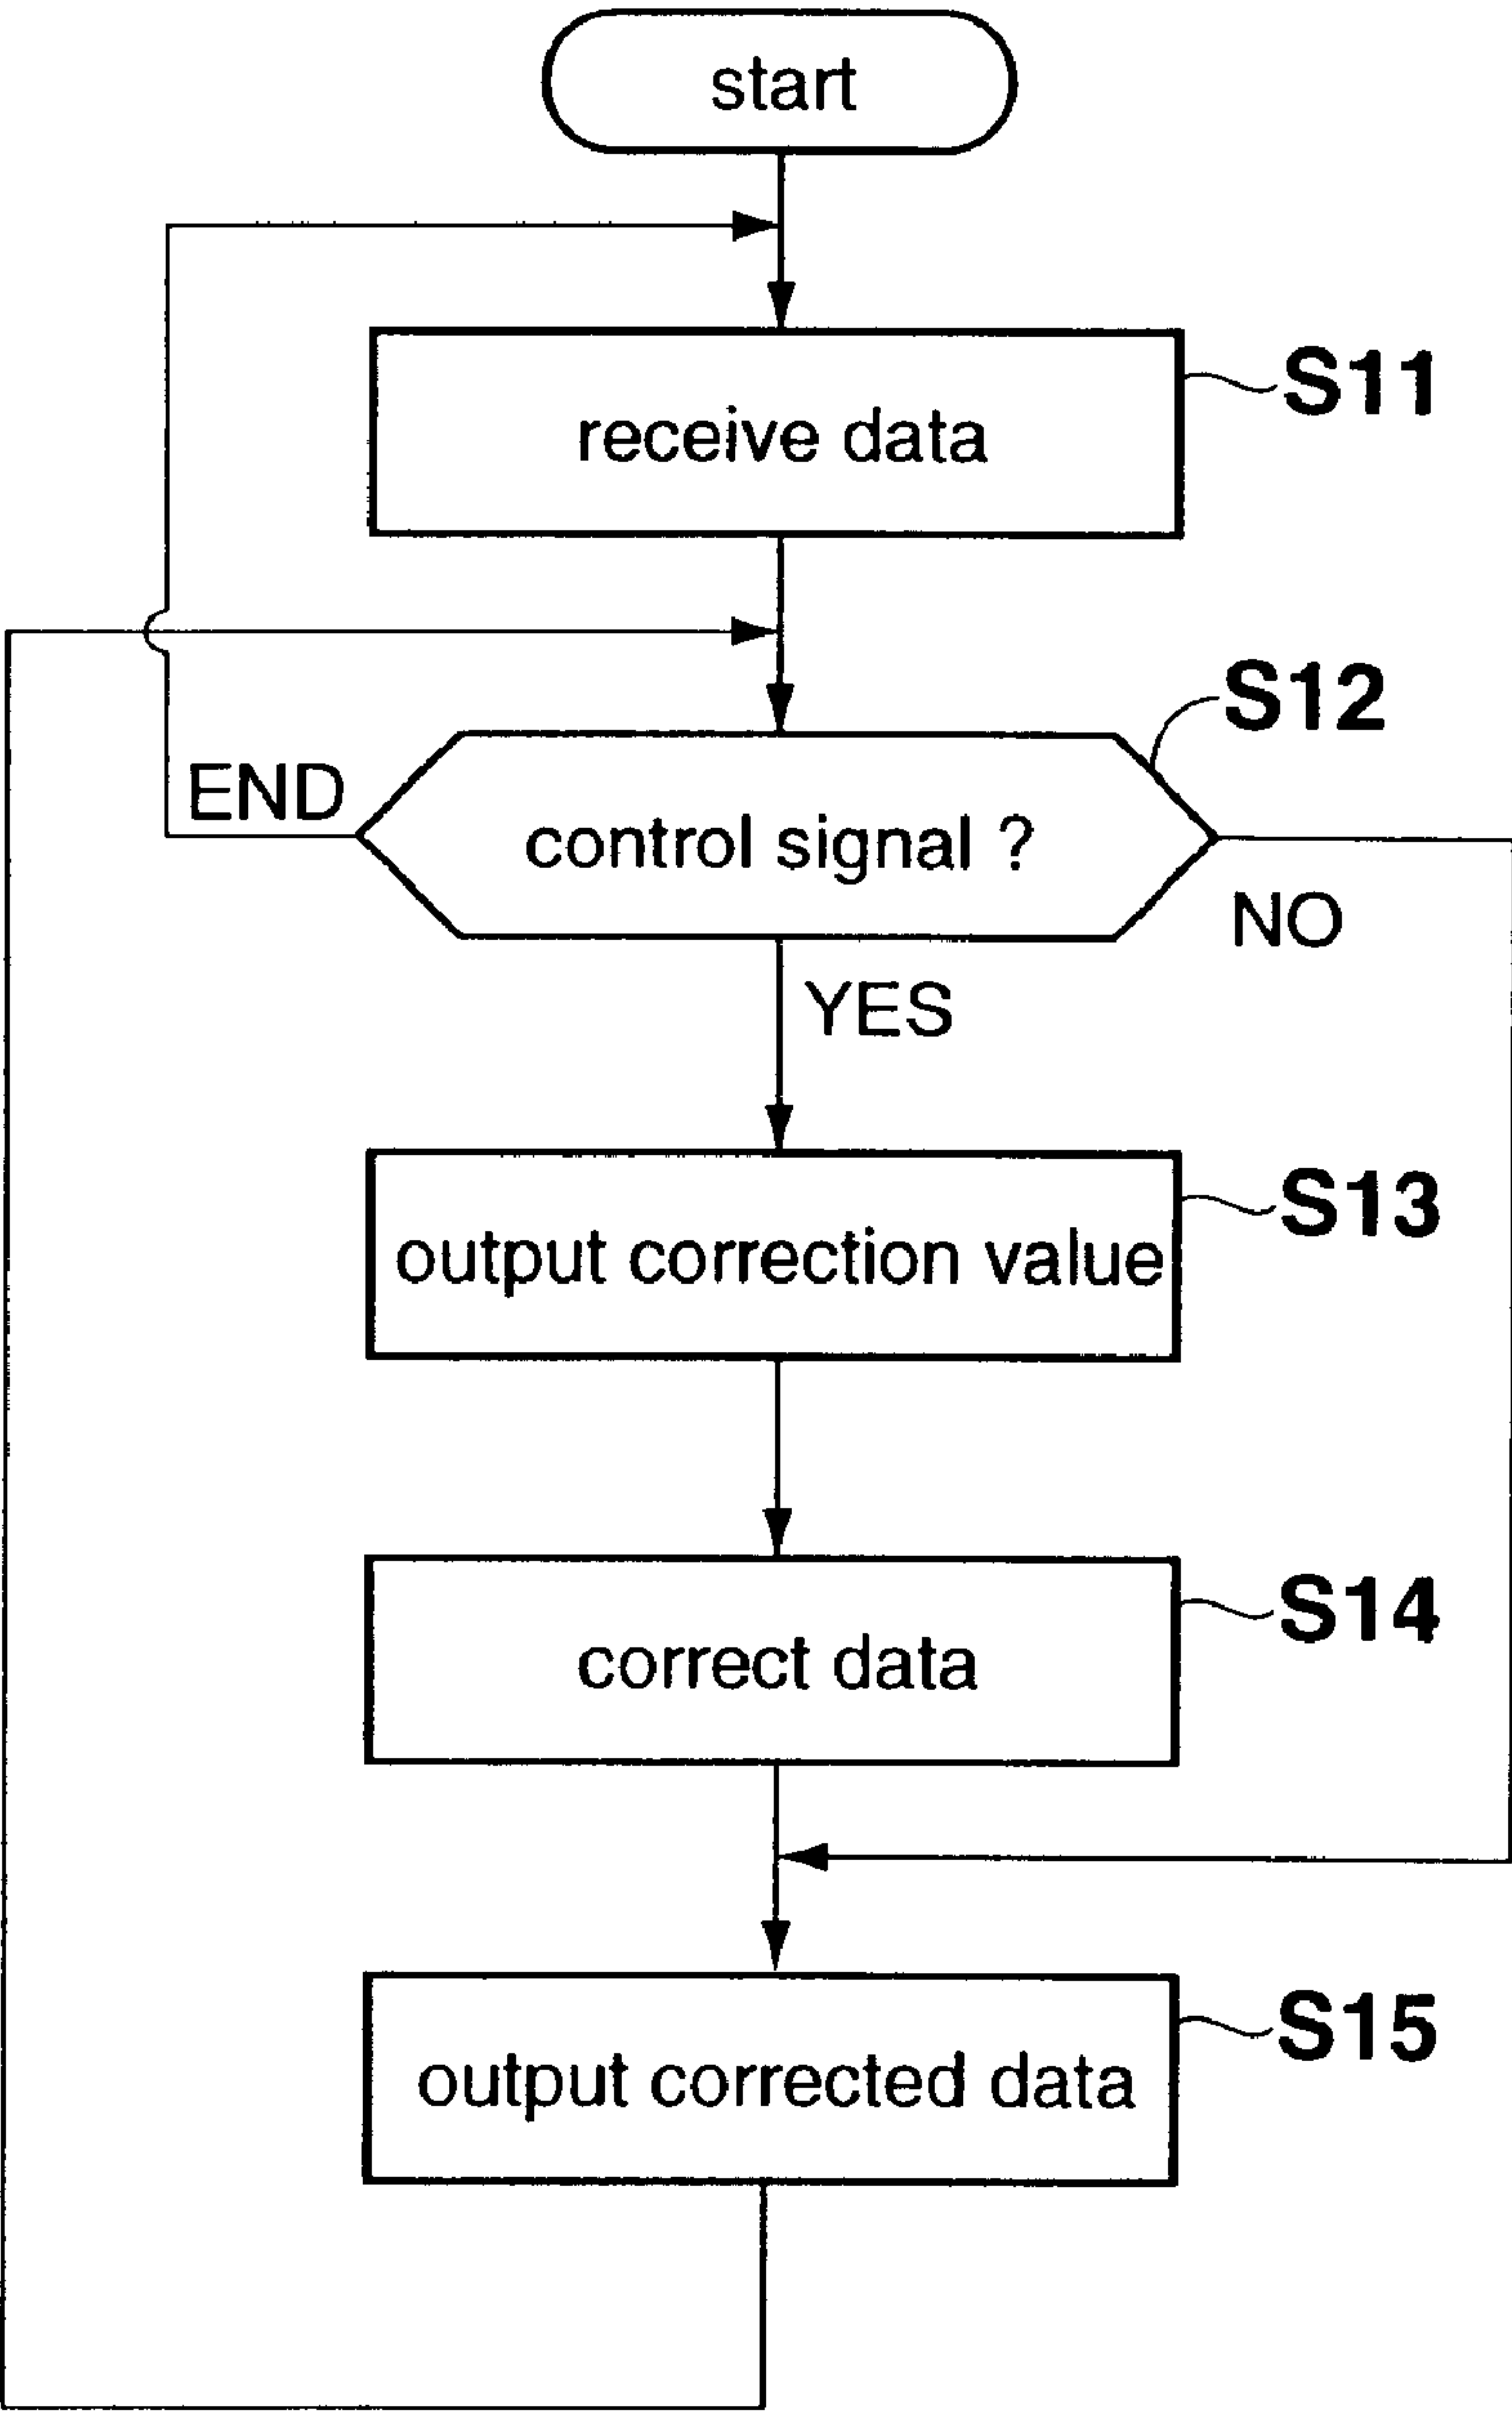 start
receive data
S11
S12
END
control signal ?
NO
YES
S13
output correction value
S14
correct data
S15
output corrected data